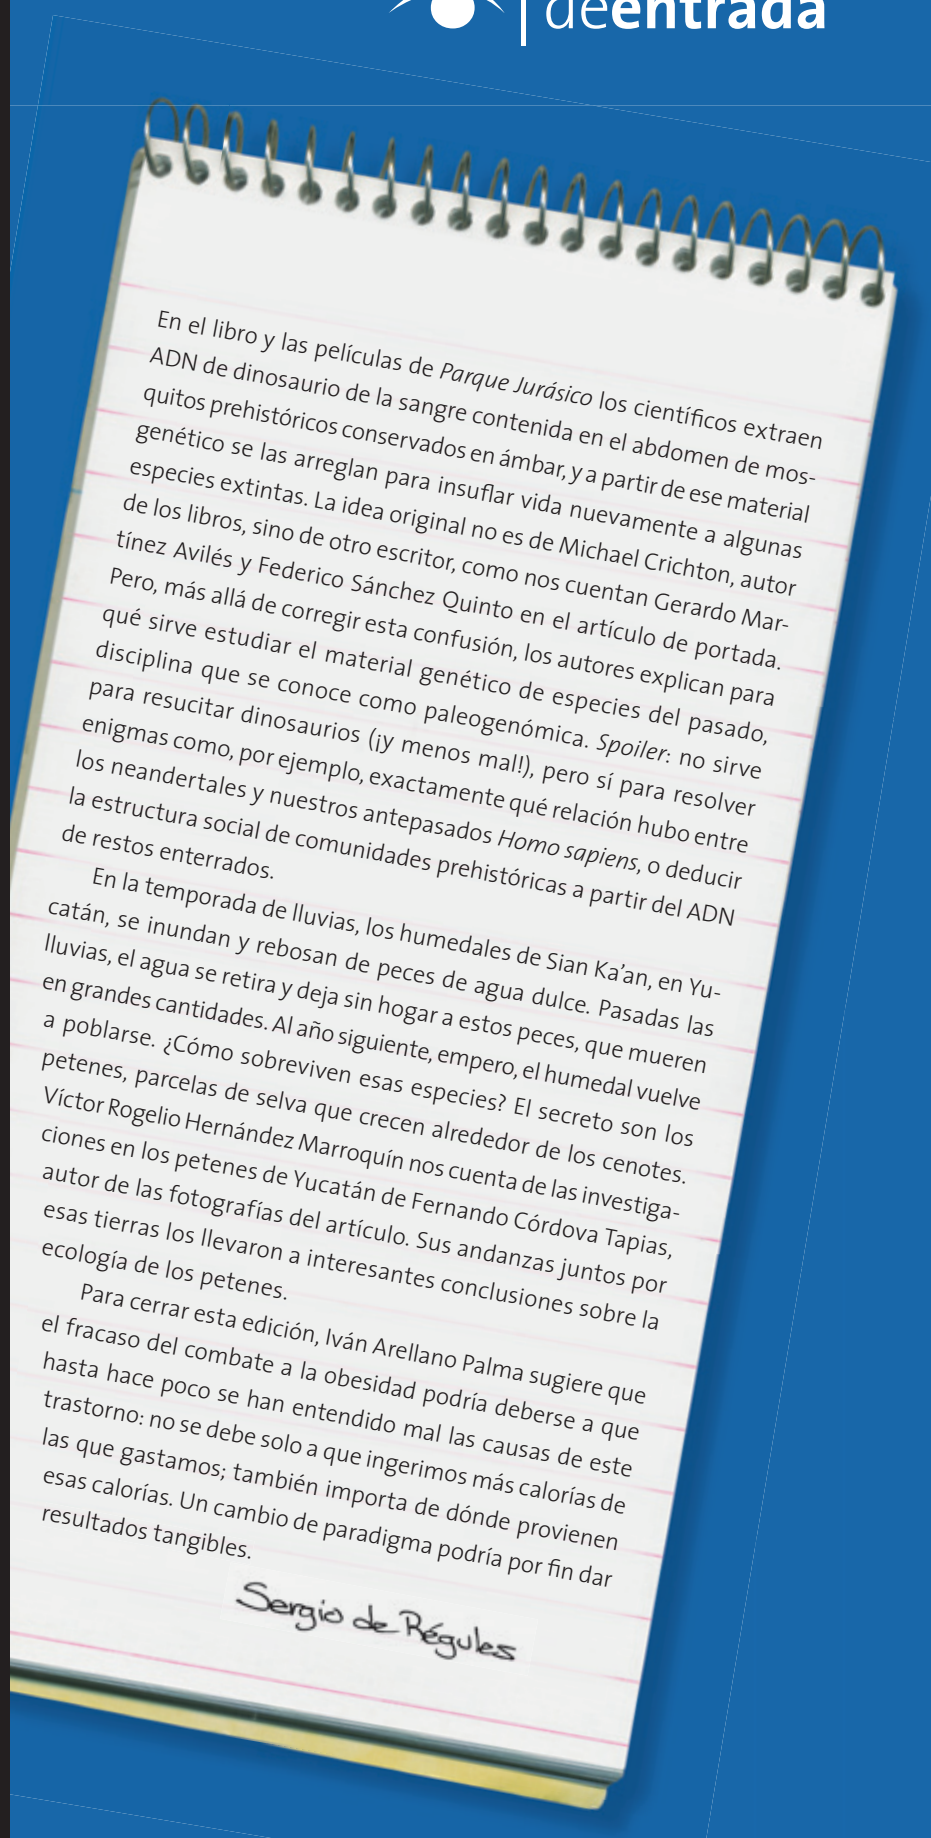 deentrada
En el libro y las películas de Parque Jurásico los científicos extraen
ADN de dinosaurio de la sangre contenida en el abdomen de mos-
quitos prehistóricos conservados en ámbar, y a partir de ese material
genético se las arreglan para insuflar vida nuevamente a algunas
especies extintas. La idea original no es de Michael Crichton, autor
de los libros, sino de otro escritor, como nos cuentan Gerardo Mar-
tínez Avilés y Federico Sánchez Quinto en el artículo de portada.
Pero, más allá de corregir esta confusión, los autores explican para
qué sirve estudiar el material genético de especies del pasado,
disciplina que se conoce como paleogenómica. Spoiler: no sirve
para resucitar dinosaurios (¡y menos mal!), pero sí para resolver
enigmas como, por ejemplo, exactamente qué relación hubo entre
los neandertales y nuestros antepasados Homo sapiens, o deducir
la estructura social de comunidades prehistóricas a partir del ADN
de restos enterrados.
En la temporada de lluvias, los humedales de Sian Ka’an, en Yu-
catán, se inundan y rebosan de peces de agua dulce. Pasadas las
lluvias, el agua se retira y deja sin hogar a estos peces, que mueren
en grandes cantidades. Al año siguiente, empero, el humedal vuelve
a poblarse. ¿Cómo sobreviven esas especies? El secreto son los
petenes, parcelas de selva que crecen alrededor de los cenotes.
Víctor Rogelio Hernández Marroquín nos cuenta de las investiga-
ciones en los petenes de Yucatán de Fernando Córdova Tapias,
autor de las fotografías del artículo. Sus andanzas juntos por
esas tierras los llevaron a interesantes conclusiones sobre la
ecología de los petenes.
Para cerrar esta edición, Iván Arellano Palma sugiere que
el fracaso del combate a la obesidad podría deberse a que
hasta hace poco se han entendido mal las causas de este
trastorno: no se debe solo a que ingerimos más calorías de
las que gastamos; también importa de dónde provienen
esas calorías. Un cambio de paradigma podría por fin dar
resultados tangibles.
Sergio de Régules